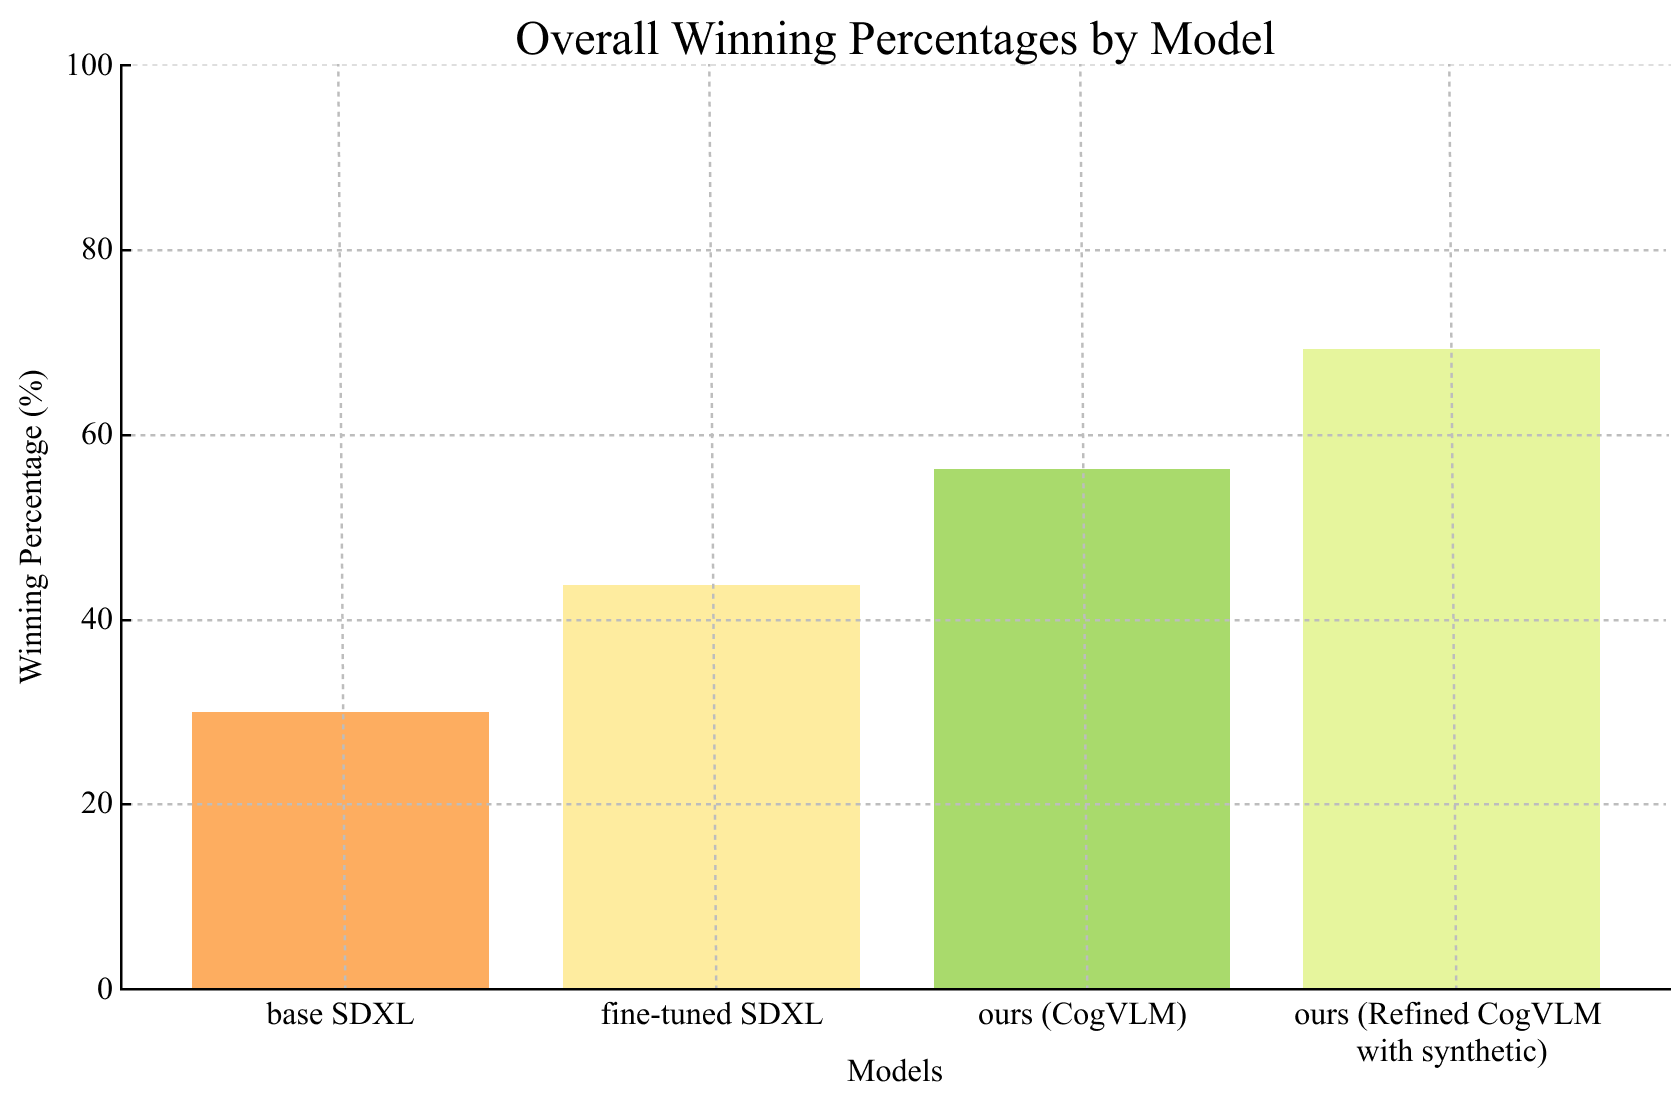 Overall Winning Percentages by Model
100
80
60
40
20
0
Winning Percentage (%)
base SDXL
fine-tuned SDXL
ours (CogVLM)
ours (Refined CogVLM
with synthetic)
Models